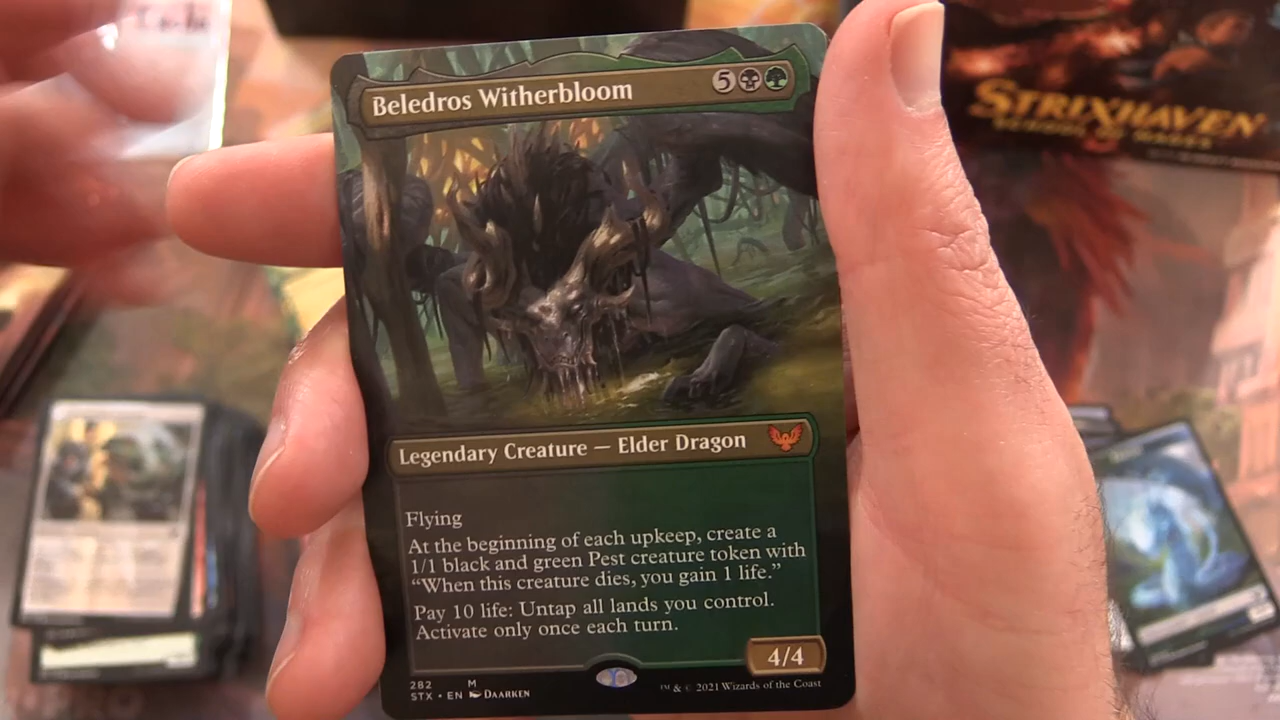 Beledros Witherbloom 5
STRIXHAVEN
SCHOOL OF MAGES
Legendary Creature — Elder Dragon
Flying
At the beginning of each upkeep, create a
1/1 black and green Pest creature token with
“When this creature dies, you gain 1 life.”
Pay 10 life: Untap all lands you control.
Activate only once each turn.
4/4
282 M
STX • EN DAARKEN
™ & © 2021 Wizards of the Coast